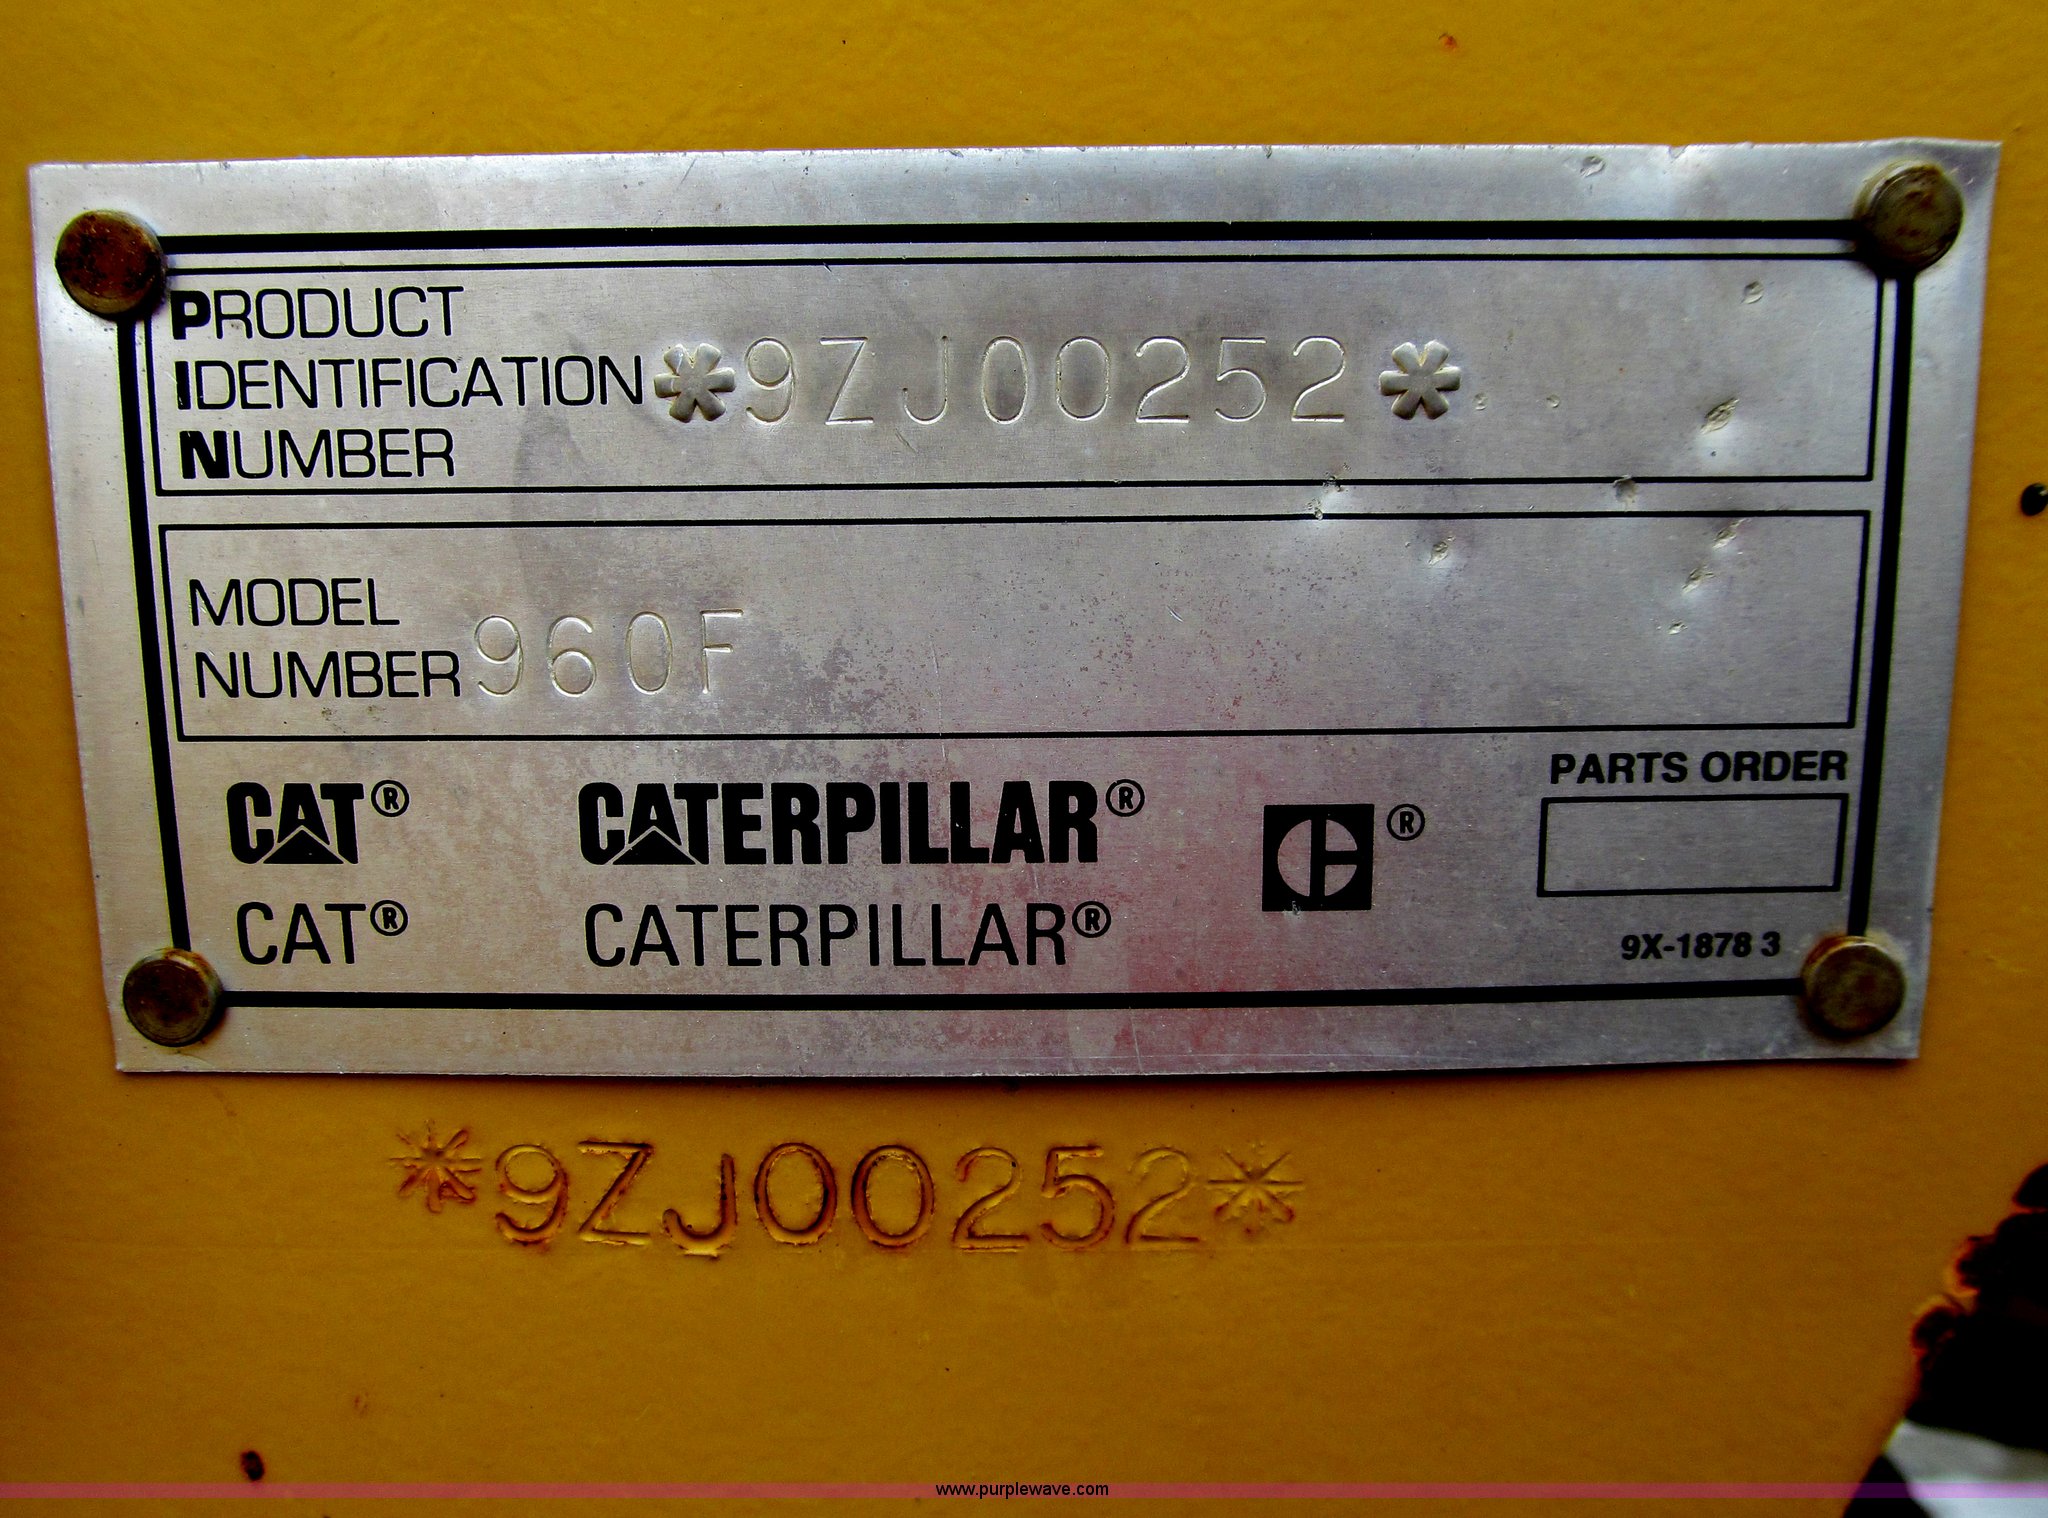 PRODUCT
IDENTIFICATION *9ZJ00252*
NUMBER
MODEL
NUMBER 960F
CAT® CATERPILLAR® ®
CAT® CATERPILLAR®
PARTS ORDER
9X-1878 3
*9ZJ00252*
www.purplewave.com